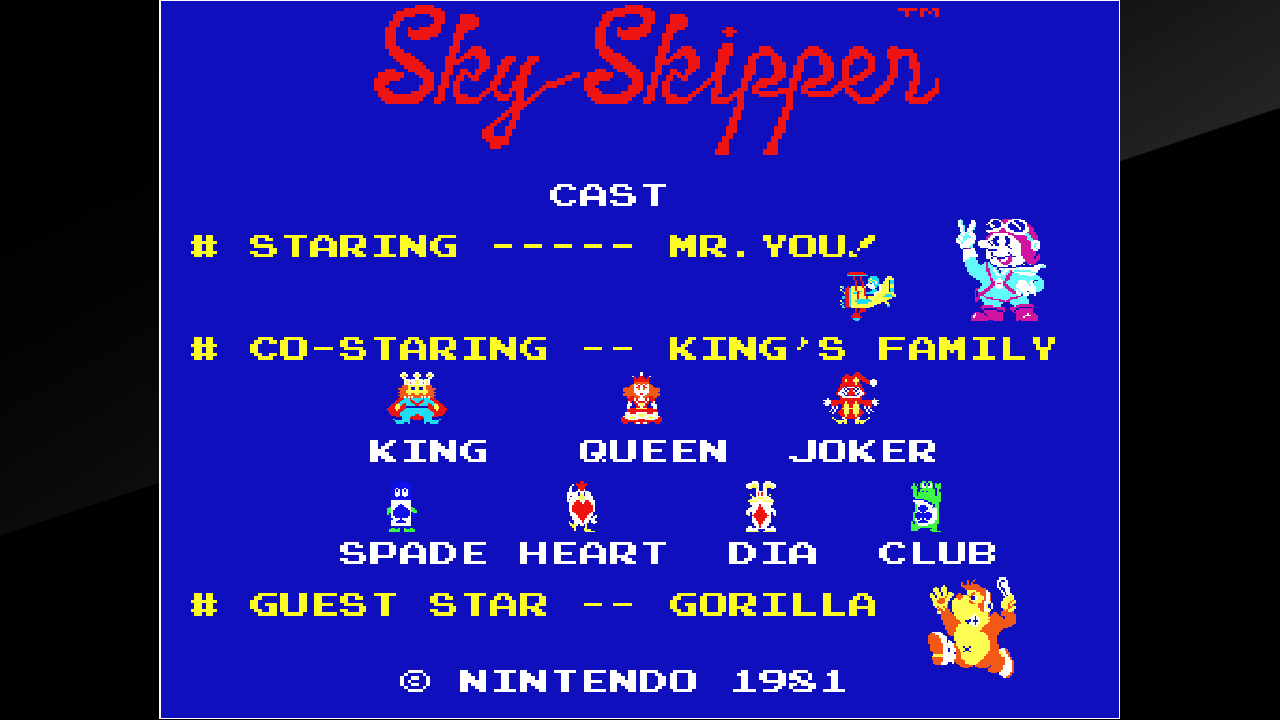 Sky Skipper™
CAST
# STARING ----- MR.YOU!
# CO-STARING -- KING'S FAMILY
KING QUEEN JOKER
SPADE HEART DIA CLUB
# GUEST STAR -- GORILLA
© NINTENDO 1981